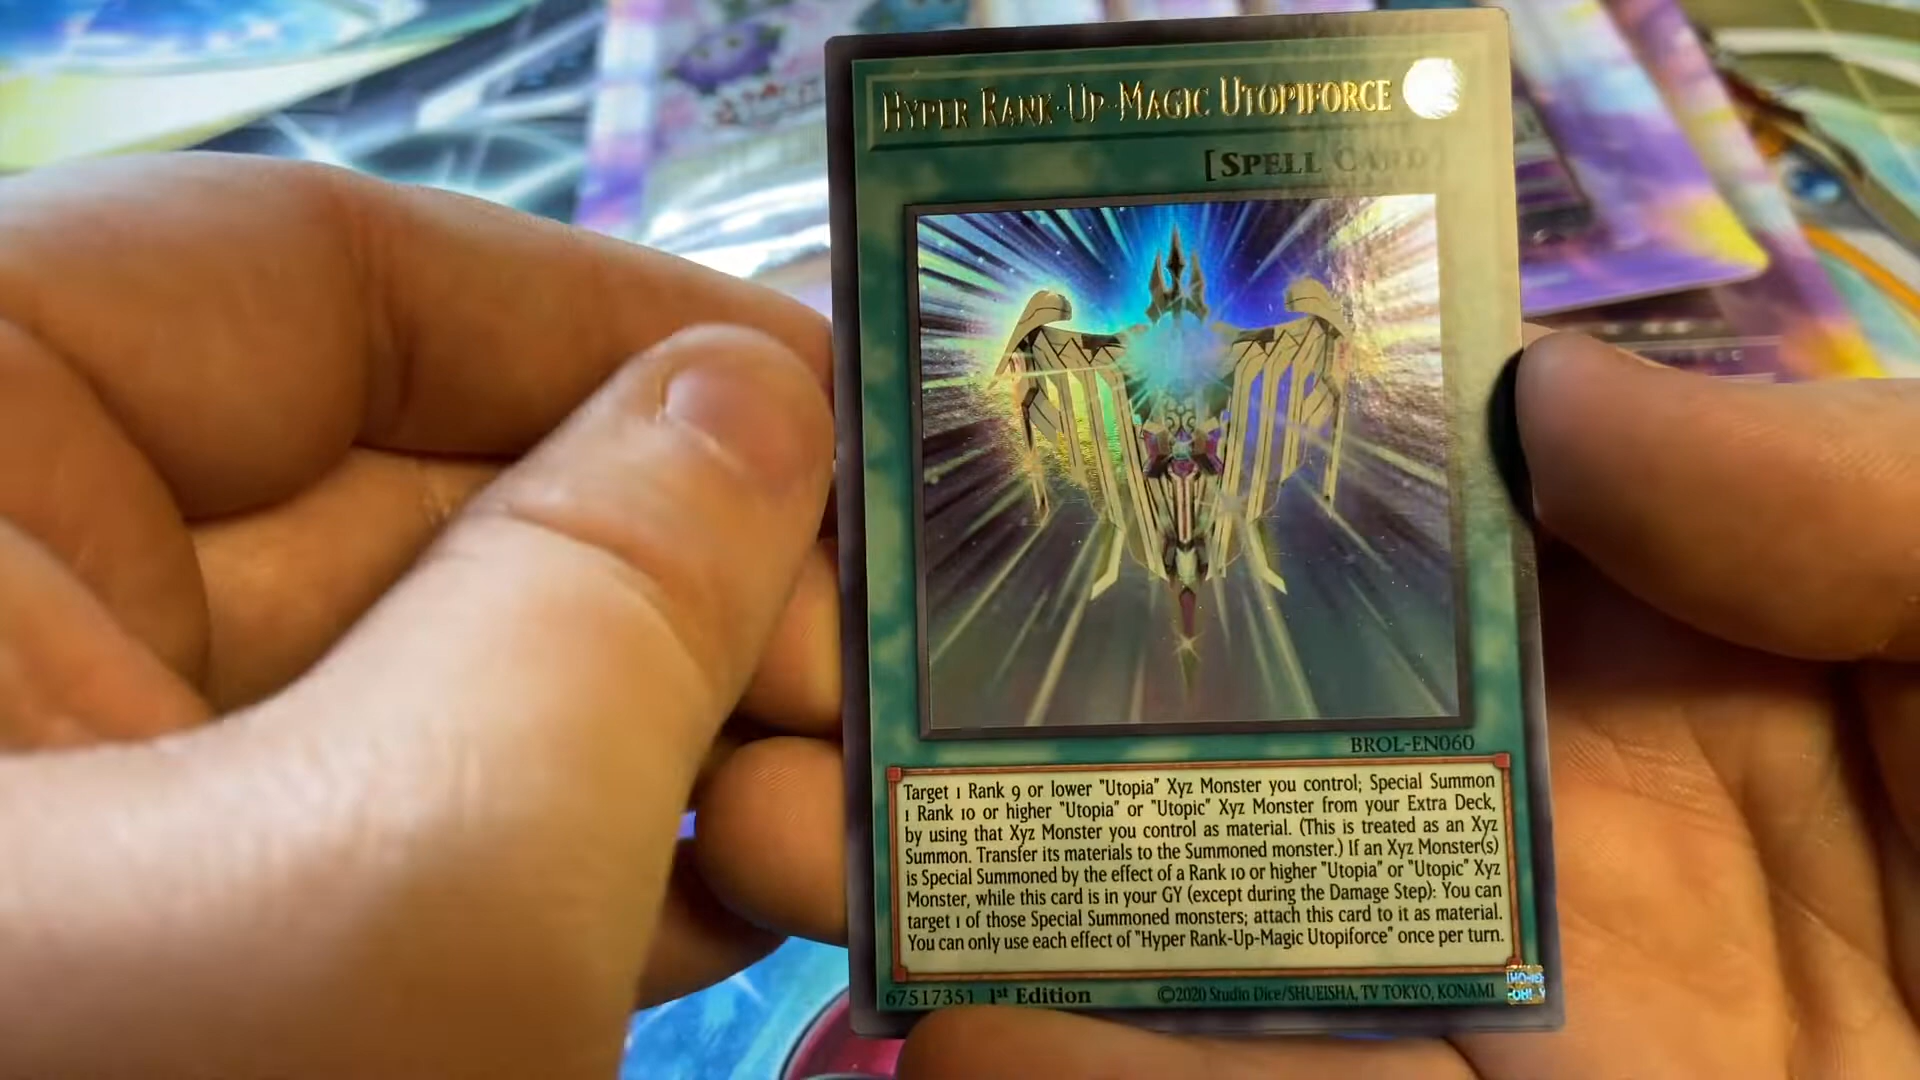 HYPER RANK-UP-MAGIC UTOPIFORCE
[SPELL CARD]
BROL-EN060
Target 1 Rank 9 or lower "Utopia" Xyz Monster you control; Special Summon
1 Rank 10 or higher "Utopia" or "Utopic" Xyz Monster from your Extra Deck,
by using that Xyz Monster you control as material. (This is treated as an Xyz
Summon. Transfer its materials to the Summoned monster.) If an Xyz Monster(s)
is Special Summoned by the effect of a Rank 10 or higher "Utopia" or "Utopic" Xyz
Monster, while this card is in your GY (except during the Damage Step): You can
target 1 of those Special Summoned monsters; attach this card to it as material.
You can only use each effect of "Hyper Rank-Up-Magic Utopiforce" once per turn.
67517351 1st Edition ©2020 Studio Dice/SHUEISHA, TV TOKYO, KONAMI